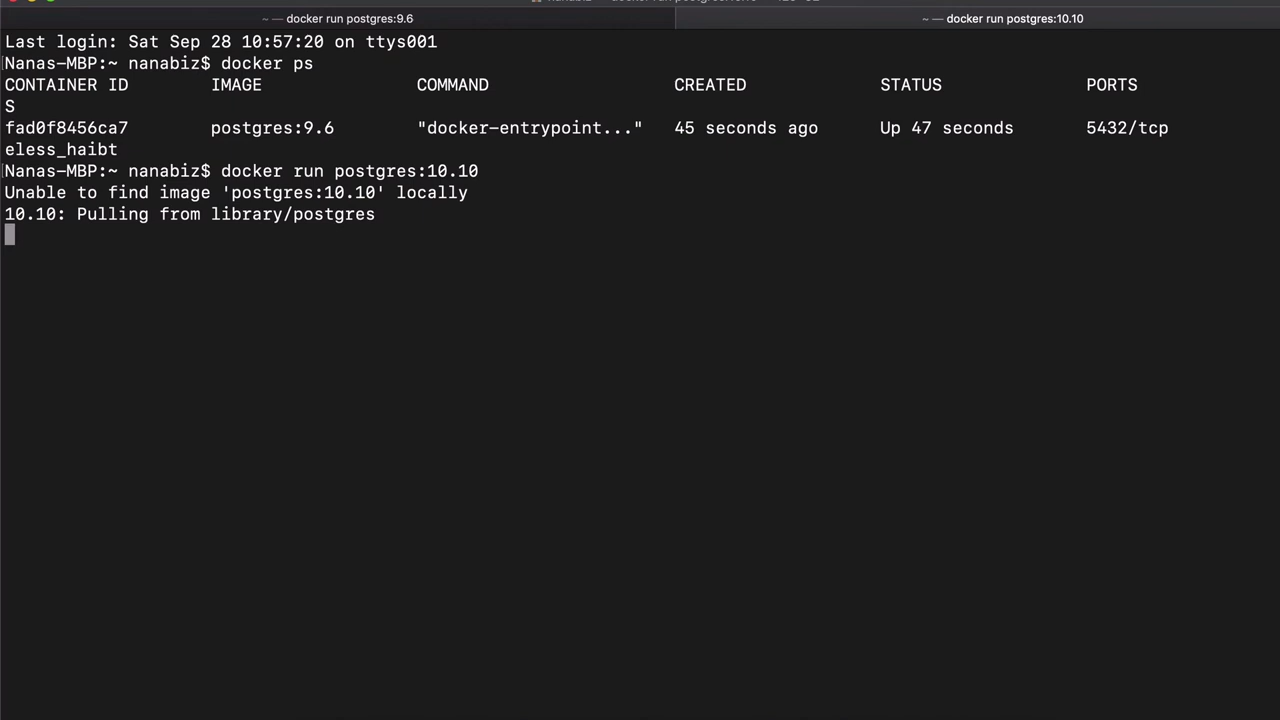 ~ — docker run postgres:9.6
~ — docker run postgres:10.10
Last login: Sat Sep 28 10:57:20 on ttys001
Nanas-MBP:~ nanabiz$ docker ps
CONTAINER ID IMAGE COMMAND CREATED STATUS PORTS
S
fad0f8456ca7 postgres:9.6 "docker-entrypoint..." 45 seconds ago Up 47 seconds 5432/tcp
eless_haibt
Nanas-MBP:~ nanabiz$ docker run postgres:10.10
Unable to find image 'postgres:10.10' locally
10.10: Pulling from library/postgres